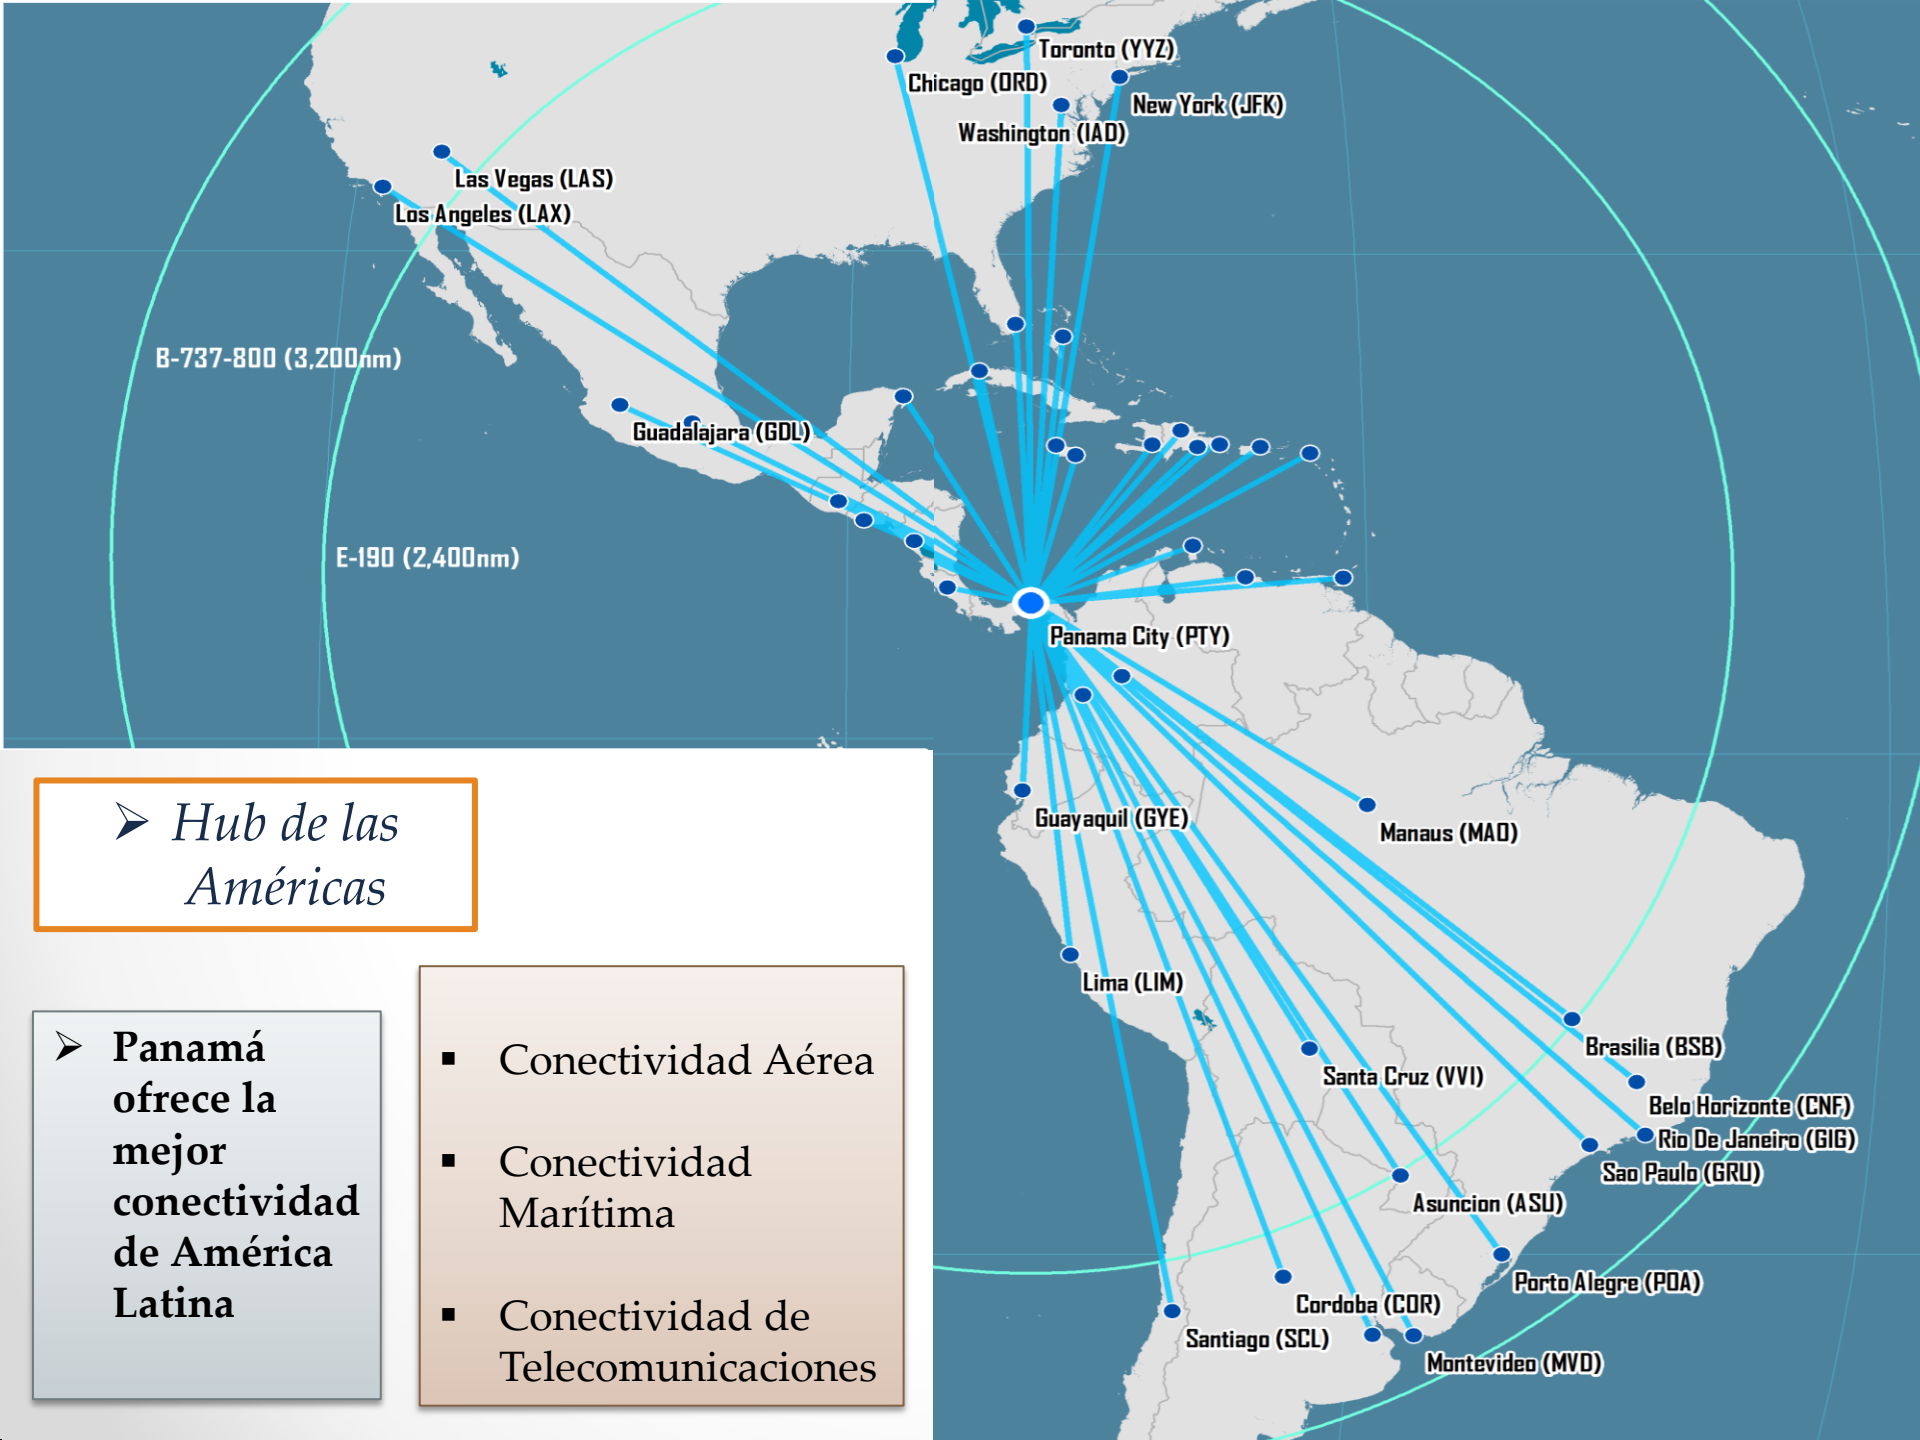 Toronto (YYZ)
Chicago (ORD)
New York (JFK)
Washington (IAD)
Las Vegas (LAS)
Los Angeles (LAX)
B-737-800 (3,200nm)
Guadalajara (GDL)
E-190 (2,400nm)
Panama City (PTY)
Guayaquil (GYE)
Manaus (MAO)
Lima (LIM)
Brasilia (BSB)
Santa Cruz (VVI)
Belo Horizonte (CNF)
Rio De Janeiro (GIG)
Sao Paulo (GRU)
Asuncion (ASU)
Porto Alegre (POA)
Cordoba (COR)
Santiago (SCL)
Montevideo (MVD)
➢ Hub de las
Américas
➢ Panamá
ofrece la
mejor
conectividad
de América
Latina
▪ Conectividad Aérea
▪ Conectividad
Marítima
▪ Conectividad de
Telecomunicaciones